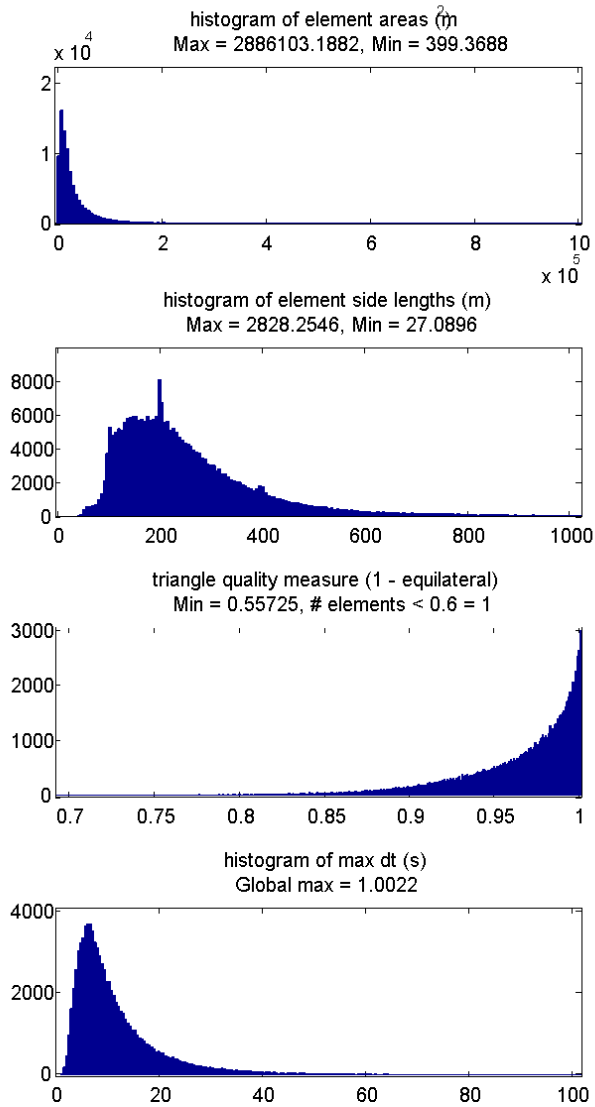 histogram of element areas (m²)
Max = 2886103.1882, Min = 399.3688
x 10^4
2
1
0
0 2 4 6 8 10
x 10^5
histogram of element side lengths (m)
Max = 2828.2546, Min = 27.0896
8000
6000
4000
2000
0
0 200 400 600 800 1000
triangle quality measure (1 - equilateral)
Min = 0.55725, # elements < 0.6 = 1
3000
2000
1000
0
0.7 0.75 0.8 0.85 0.9 0.95 1
histogram of max dt (s)
Global max = 1.0022
4000
2000
0
0 20 40 60 80 100